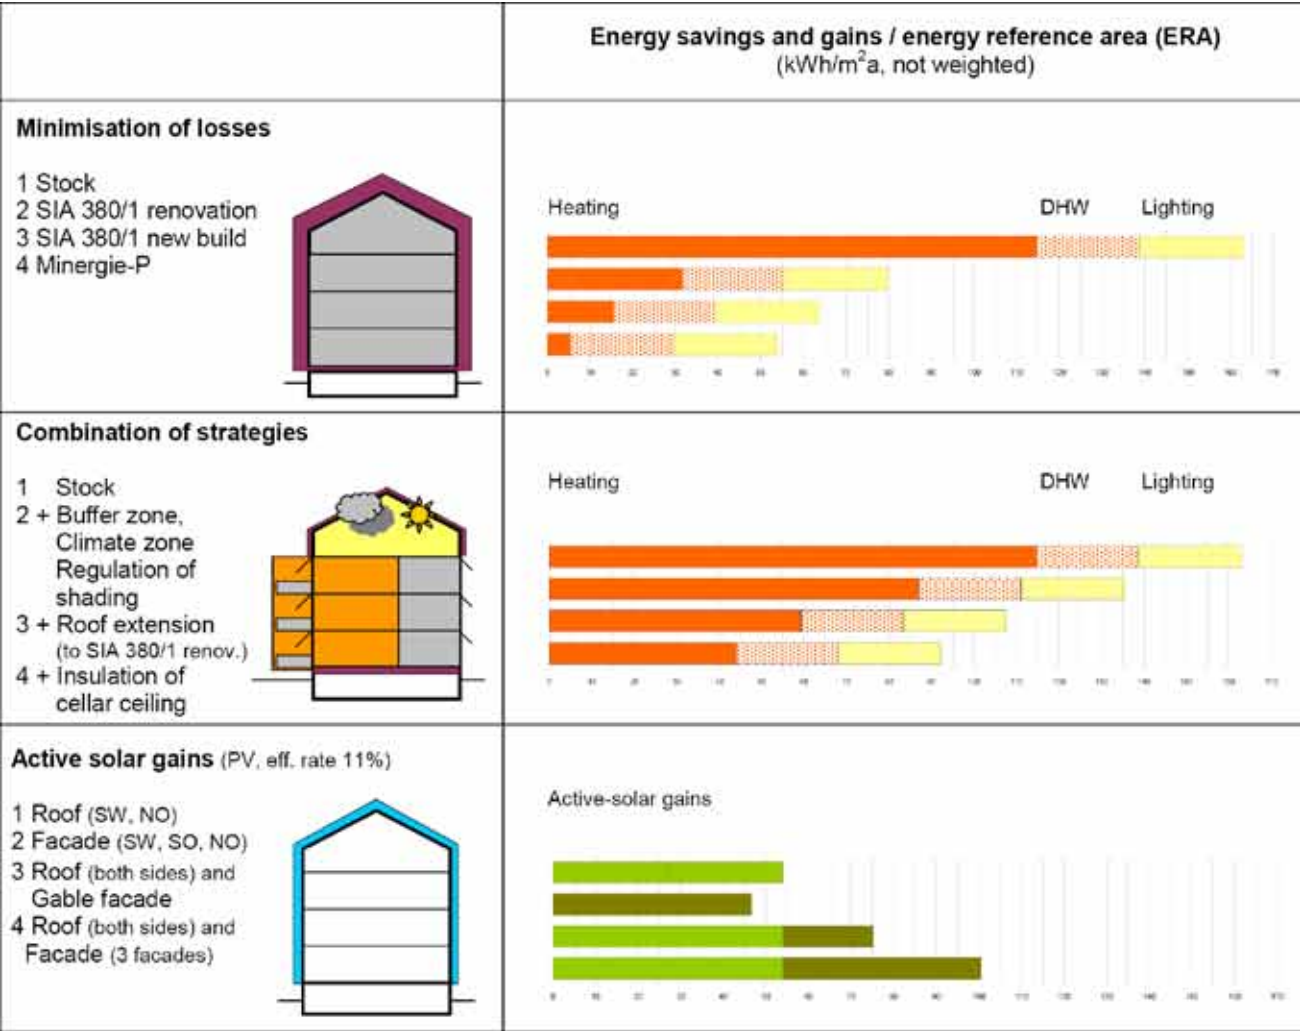 Energy savings and gains / energy reference area (ERA)
(kWh/m²a, not weighted)
Minimisation of losses
1 Stock
2 SIA 380/1 renovation
3 SIA 380/1 new build
4 Minergie-P
Heating DHW Lighting
Combination of strategies
1 Stock
2 + Buffer zone,
Climate zone
Regulation of
shading
3 + Roof extension
(to SIA 380/1 renov.)
4 + Insulation of
cellar ceiling
Heating DHW Lighting
Active solar gains (PV, eff. rate 11%)
1 Roof (SW, NO)
2 Facade (SW, SO, NO)
3 Roof (both sides) and
Gable facade
4 Roof (both sides) and
Facade (3 facades)
Active-solar gains